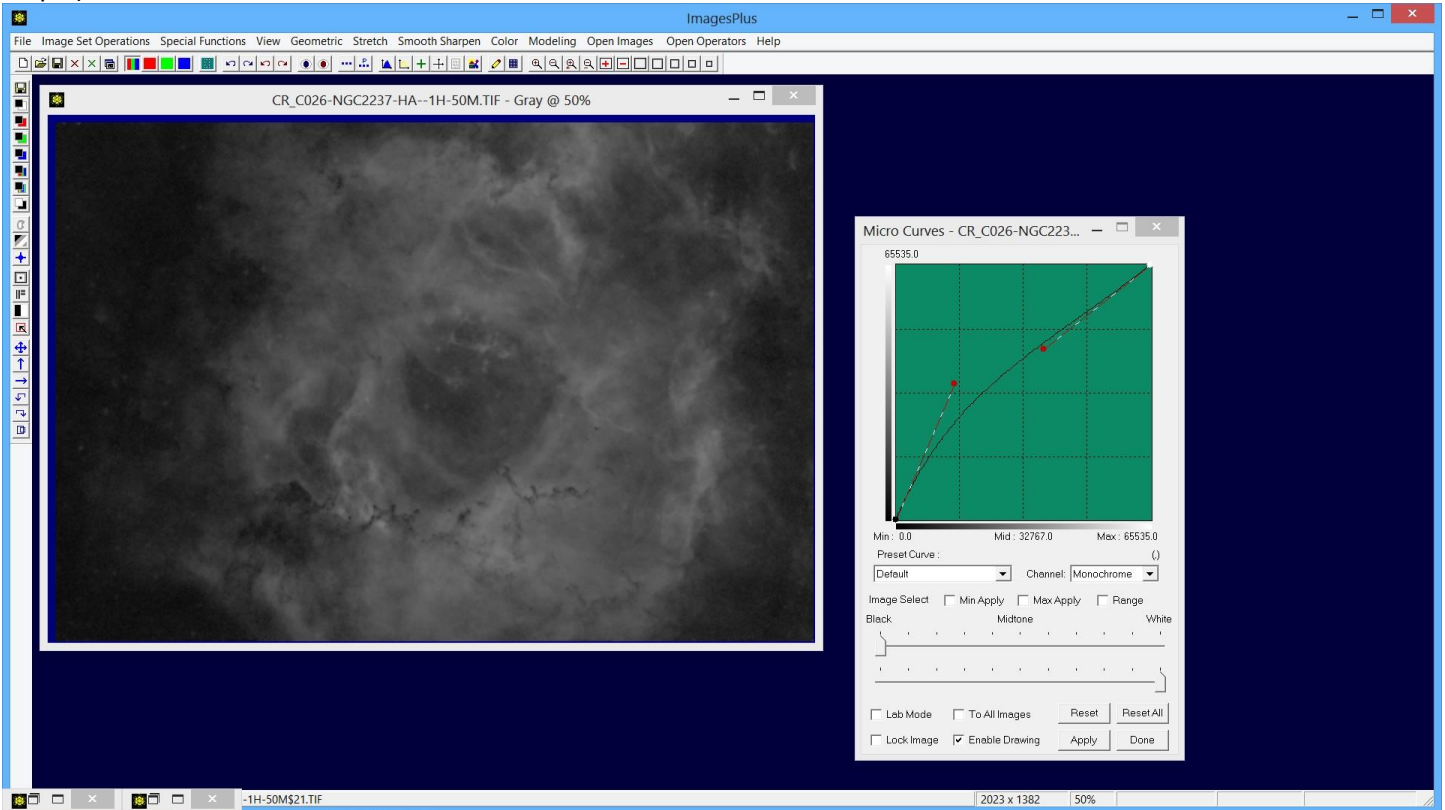 ImagesPlus
File Image Set Operations Special Functions View Geometric Stretch Smooth Sharpen Color Modeling Open Images Open Operators Help
CR_C026-NGC2237-HA--1H-50M.TIF - Gray @ 50%
Micro Curves - CR_C026-NGC223...
65535.0
Min : 0.0 Mid : 32767.0 Max : 65535.0
Preset Curve : (,)
Default Channel: Monochrome
Image Select Min Apply Max Apply Range
Black Midtone White
Lab Mode To All Images Reset Reset All
Lock Image Enable Drawing Apply Done
-1H-50M$21.TIF 2023 x 1382 50%